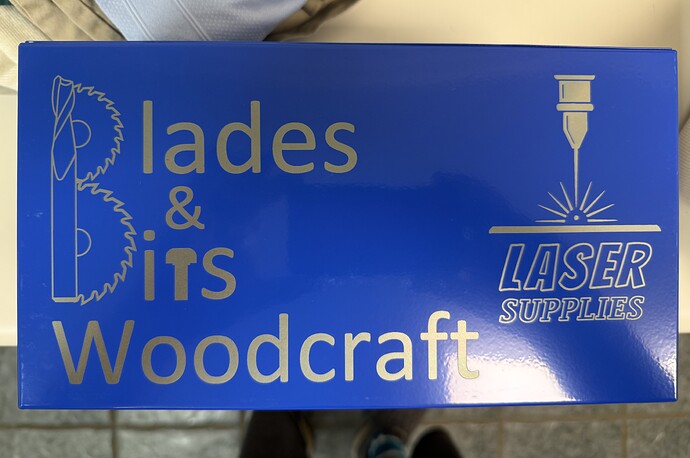 Blades
&
Bits
Woodcraft
LASER
SUPPLIES